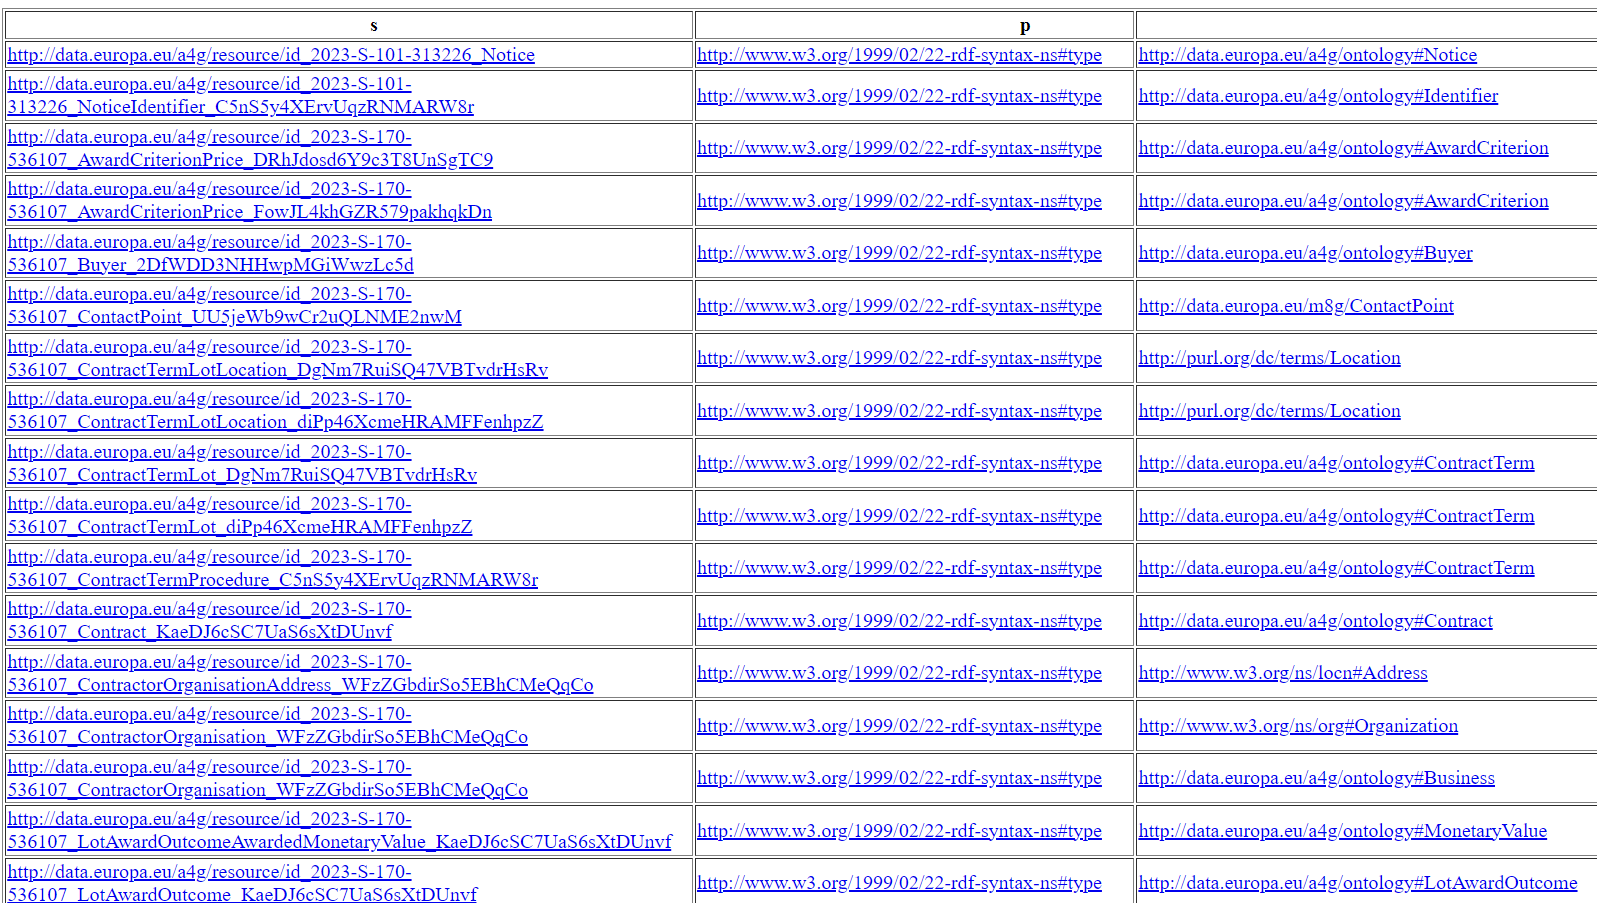 s p
http://data.europa.eu/a4g/resource/id_2023-S-101-313226_Notice http://www.w3.org/1999/02/22-rdf-syntax-ns#type http://data.europa.eu/a4g/ontology#Notice
http://data.europa.eu/a4g/resource/id_2023-S-101-
313226_NoticeIdentifier_C5nS5y4XErvUqzRNMARW8r http://www.w3.org/1999/02/22-rdf-syntax-ns#type http://data.europa.eu/a4g/ontology#Identifier
http://data.europa.eu/a4g/resource/id_2023-S-170-
536107_AwardCriterionPrice_DRhJdosd6Y9c3T8UnSgTC9 http://www.w3.org/1999/02/22-rdf-syntax-ns#type http://data.europa.eu/a4g/ontology#AwardCriterion
http://data.europa.eu/a4g/resource/id_2023-S-170-
536107_AwardCriterionPrice_FowJL4khGZR579pakhqkDn http://www.w3.org/1999/02/22-rdf-syntax-ns#type http://data.europa.eu/a4g/ontology#AwardCriterion
http://data.europa.eu/a4g/resource/id_2023-S-170-
536107_Buyer_2DfWDD3NHHwpMGiWwzLc5d http://www.w3.org/1999/02/22-rdf-syntax-ns#type http://data.europa.eu/a4g/ontology#Buyer
http://data.europa.eu/a4g/resource/id_2023-S-170-
536107_ContactPoint_UU5jeWb9wCr2uQLNME2nwM http://www.w3.org/1999/02/22-rdf-syntax-ns#type http://data.europa.eu/m8g/ContactPoint
http://data.europa.eu/a4g/resource/id_2023-S-170-
536107_ContractTermLotLocation_DgNm7RuiSQ47VBTvdrHsRv http://www.w3.org/1999/02/22-rdf-syntax-ns#type http://purl.org/dc/terms/Location
http://data.europa.eu/a4g/resource/id_2023-S-170-
536107_ContractTermLotLocation_diPp46XcmeHRAMFFenhpzZ http://www.w3.org/1999/02/22-rdf-syntax-ns#type http://purl.org/dc/terms/Location
http://data.europa.eu/a4g/resource/id_2023-S-170-
536107_ContractTermLot_DgNm7RuiSQ47VBTvdrHsRv http://www.w3.org/1999/02/22-rdf-syntax-ns#type http://data.europa.eu/a4g/ontology#ContractTerm
http://data.europa.eu/a4g/resource/id_2023-S-170-
536107_ContractTermLot_diPp46XcmeHRAMFFenhpzZ http://www.w3.org/1999/02/22-rdf-syntax-ns#type http://data.europa.eu/a4g/ontology#ContractTerm
http://data.europa.eu/a4g/resource/id_2023-S-170-
536107_ContractTermProcedure_C5nS5y4XErvUqzRNMARW8r http://www.w3.org/1999/02/22-rdf-syntax-ns#type http://data.europa.eu/a4g/ontology#ContractTerm
http://data.europa.eu/a4g/resource/id_2023-S-170-
536107_Contract_KaeDJ6cSC7UaS6sXtDUnvf http://www.w3.org/1999/02/22-rdf-syntax-ns#type http://data.europa.eu/a4g/ontology#Contract
http://data.europa.eu/a4g/resource/id_2023-S-170-
536107_ContractorOrganisationAddress_WFzZGbdirSo5EBhCMeQqCo http://www.w3.org/1999/02/22-rdf-syntax-ns#type http://www.w3.org/ns/locn#Address
http://data.europa.eu/a4g/resource/id_2023-S-170-
536107_ContractorOrganisation_WFzZGbdirSo5EBhCMeQqCo http://www.w3.org/1999/02/22-rdf-syntax-ns#type http://www.w3.org/ns/org#Organization
http://data.europa.eu/a4g/resource/id_2023-S-170-
536107_ContractorOrganisation_WFzZGbdirSo5EBhCMeQqCo http://www.w3.org/1999/02/22-rdf-syntax-ns#type http://data.europa.eu/a4g/ontology#Business
http://data.europa.eu/a4g/resource/id_2023-S-170-
536107_LotAwardOutcomeAwardedMonetaryValue_KaeDJ6cSC7UaS6sXtDUnvf http://www.w3.org/1999/02/22-rdf-syntax-ns#type http://data.europa.eu/a4g/ontology#MonetaryValue
http://data.europa.eu/a4g/resource/id_2023-S-170-
536107_LotAwardOutcome_KaeDJ6cSC7UaS6sXtDUnvf http://www.w3.org/1999/02/22-rdf-syntax-ns#type http://data.europa.eu/a4g/ontology#LotAwardOutcome